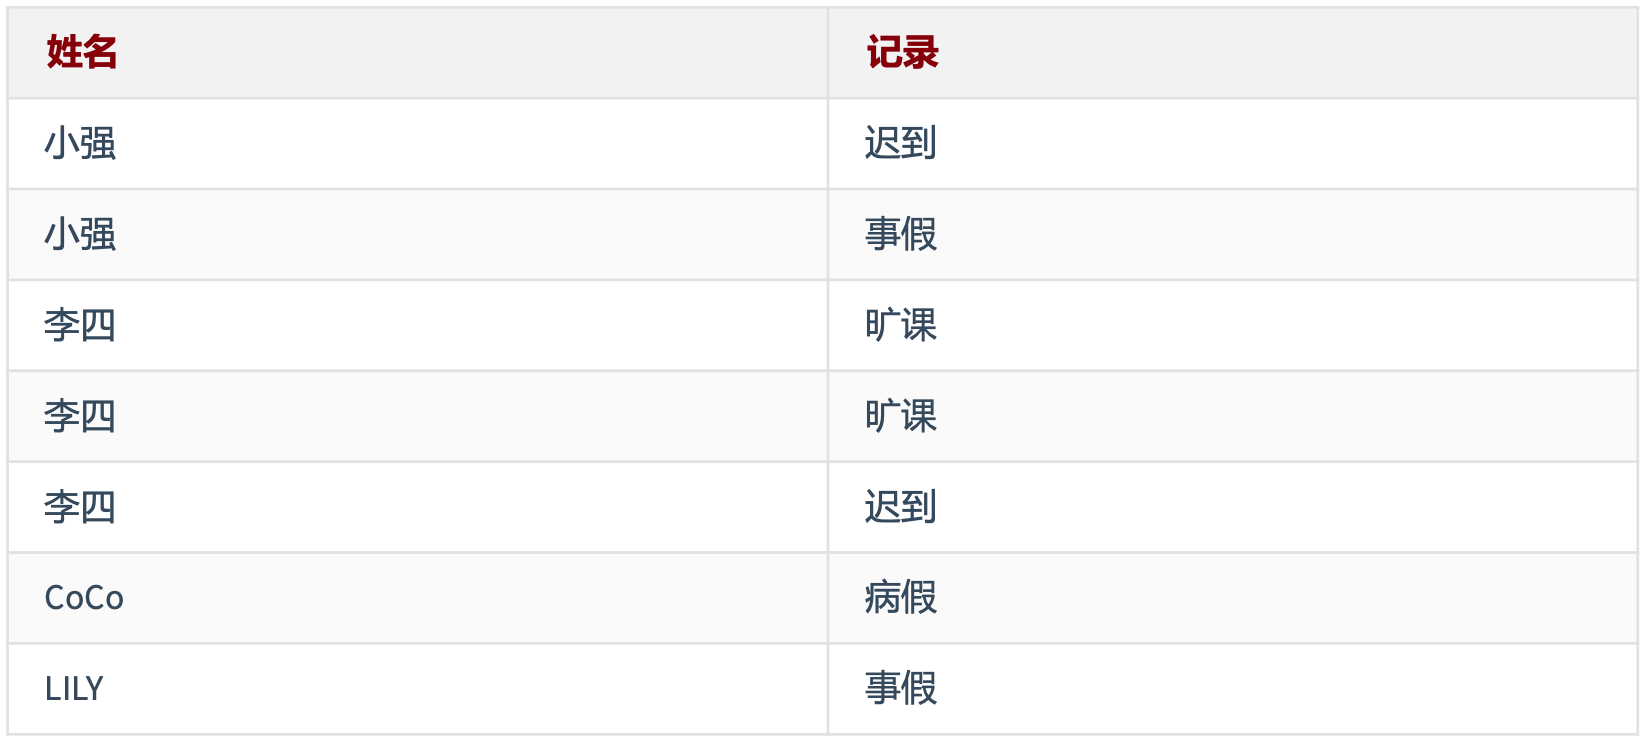 姓名 记录
小强 迟到
小强 事假
李四 旷课
李四 旷课
李四 迟到
CoCo 病假
LILY 事假